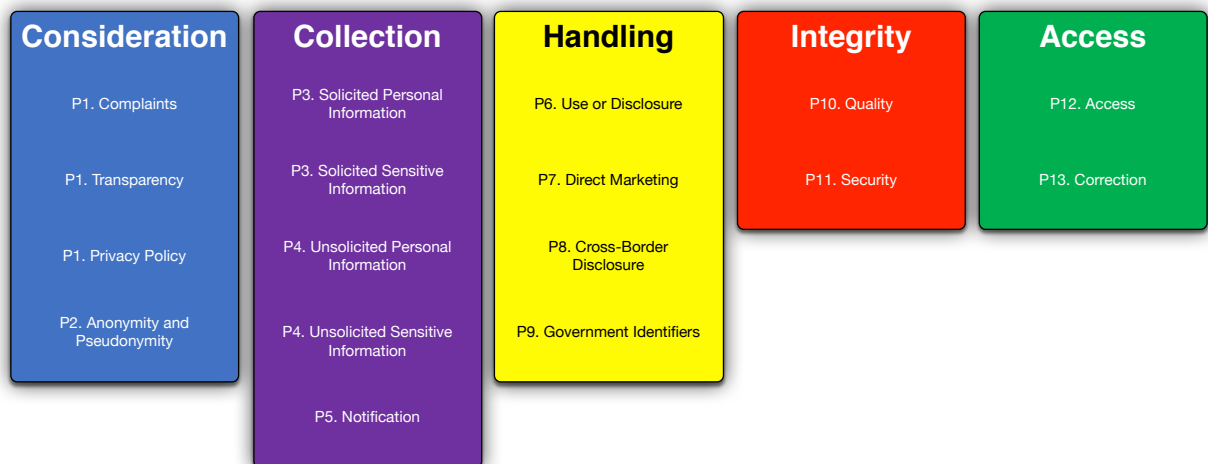 Consideration
P1. Complaints
P1. Transparency
P1. Privacy Policy
P2. Anonymity and
Pseudonymity
Collection
P3. Solicited Personal
Information
P3. Solicited Sensitive
Information
P4. Unsolicited Personal
Information
P4. Unsolicited Sensitive
Information
P5. Notification
Handling
P6. Use or Disclosure
P7. Direct Marketing
P8. Cross-Border
Disclosure
P9. Government Identifiers
Integrity
P10. Quality
P11. Security
Access
P12. Access
P13. Correction